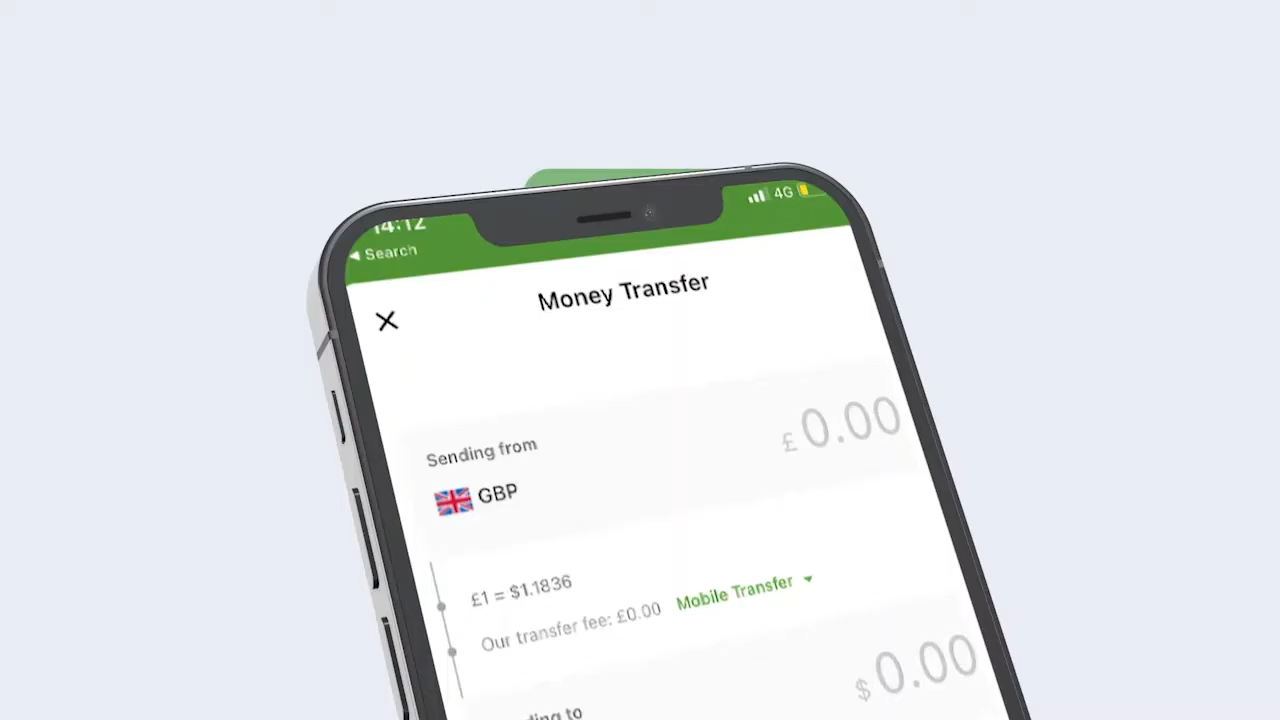 14:12
4G
Search
Money Transfer
Sending from
£ 0.00
GBP
£1 = $1.1836
Our transfer fee: £0.00 Mobile Transfer
$ 0.00
to